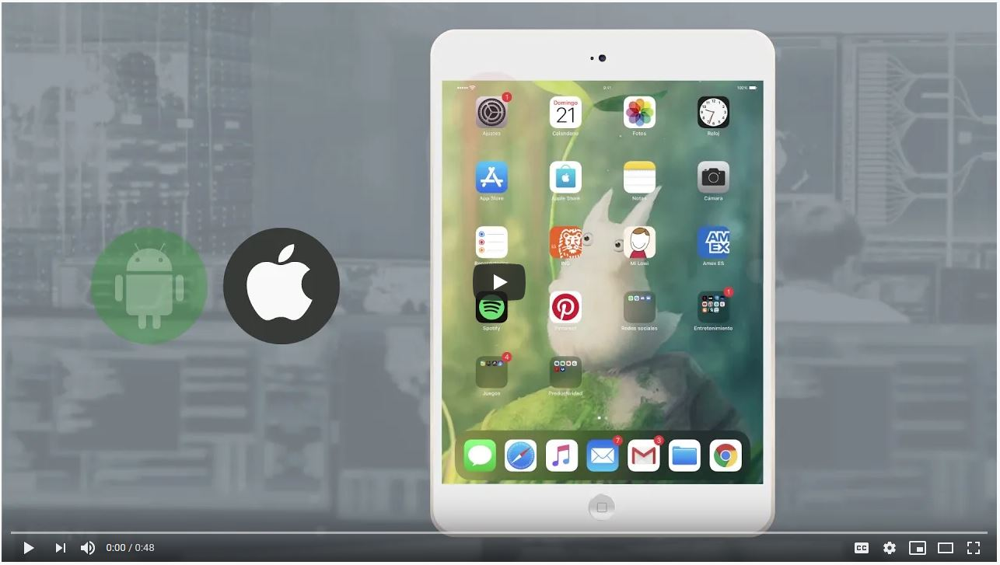 9:41
100%
1
Domingo
21
Ajustes
Calendario
Fotos
Reloj
App Store
Apple Store
Notas
Cámara
AM
EX
Recordatorios
ING
Mi Lowi
Amex ES
1
Spotify
Pinterest
Redes sociales
Entretenimiento
4
Juegos
Productividad
7
3
0:00 / 0:48
CC